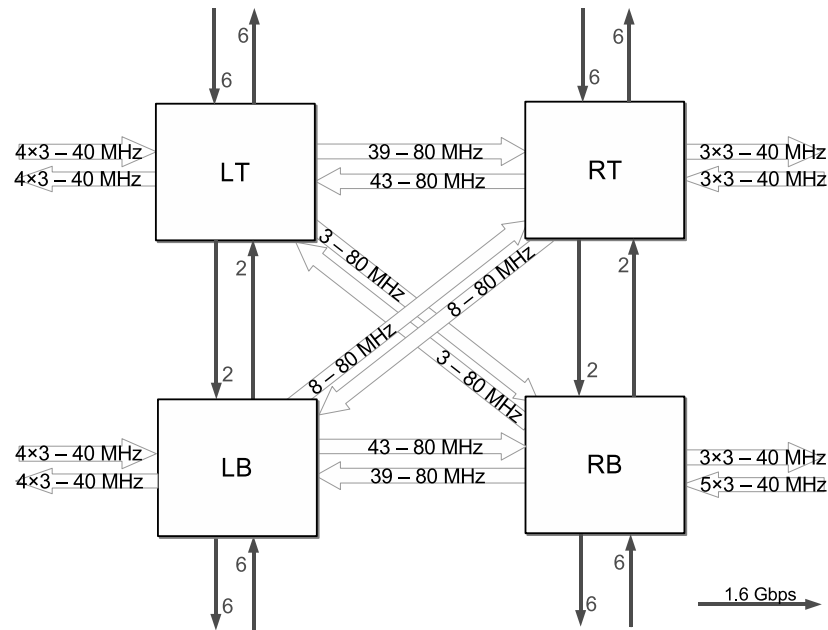 6
6
6
6
4×3 – 40 MHz
LT
39 – 80 MHz
RT
3×3 – 40 MHz
4×3 – 40 MHz
43 – 80 MHz
3×3 – 40 MHz
3 – 80 MHz
8 – 80 MHz
2
2
2
2
8 – 80 MHz
3 – 80 MHz
4×3 – 40 MHz
LB
43 – 80 MHz
RB
3×3 – 40 MHz
4×3 – 40 MHz
39 – 80 MHz
5×3 – 40 MHz
6
6
6
6
1.6 Gbps